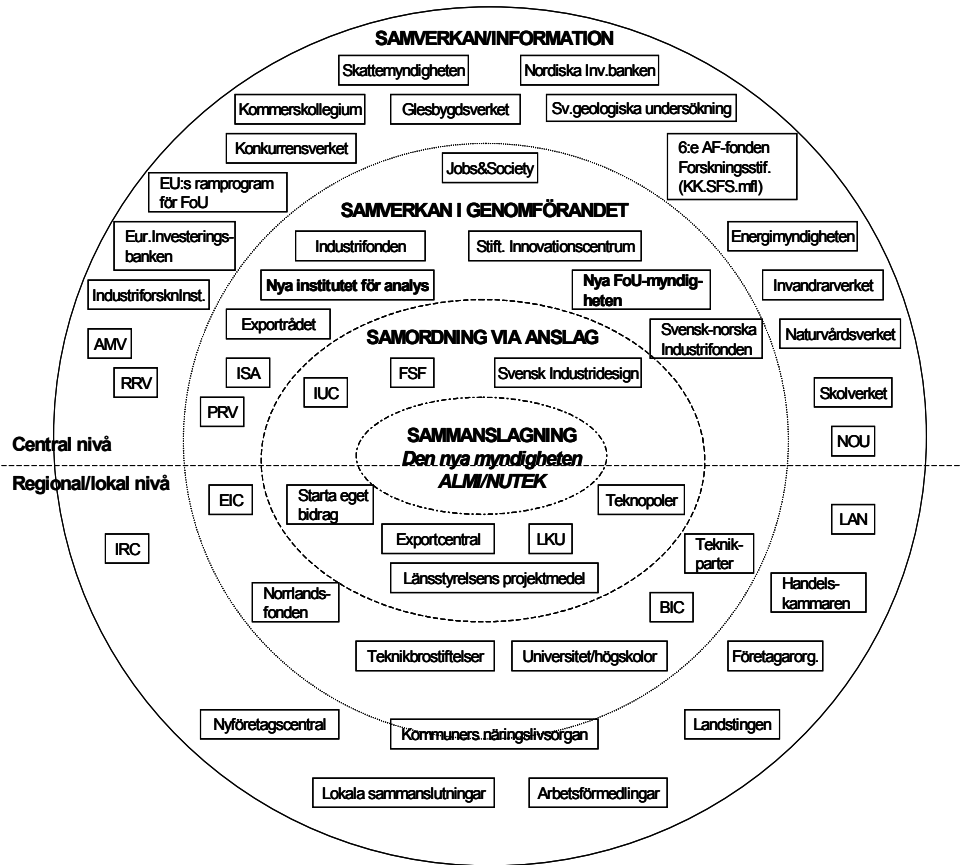 SAMVERKAN/INFORMATION
Skattemyndigheten
Nordiska Inv.banken
Kommerskollegium
Glesbygdsverket
Sv.geologiska undersökning
Konkurrensverket
Jobs&Society
6:e AF-fonden
Forskningsstif.
(KK.SFS.mfl)
EU:s ramprogram
för FoU
SAMVERKAN I GENOMFÖRANDET
Eur.Investerings-
banken
Industrifonden
Stift. Innovationscentrum
Energimyndigheten
IndustriforsknInst.
Nya institutet för analys
Nya FoU-myndig-
heten
Invandrarverket
Exportrådet
SAMORDNING VIA ANSLAG
Svensk-norska
Industrifonden
Naturvårdsverket
AMV
RRV
ISA
IUC
FSF
Svensk Industridesign
Skolverket
PRV
SAMMANSLAGNING
Den nya myndigheten
ALMI/NUTEK
NOU
Central nivå
Regional/lokal nivå
EIC
Starta eget
bidrag
Teknopoler
LAN
IRC
Exportcentral
LKU
Teknik-
parter
Länsstyrelsens projektmedel
Handels-
kammaren
Norrlands-
fonden
BIC
Teknikbrostiftelser
Universitet/högskolor
Företagarorg.
Nyföretagscentral
Kommuners näringslivsorgan
Landstingen
Lokala sammanslutningar
Arbetsförmedlingar